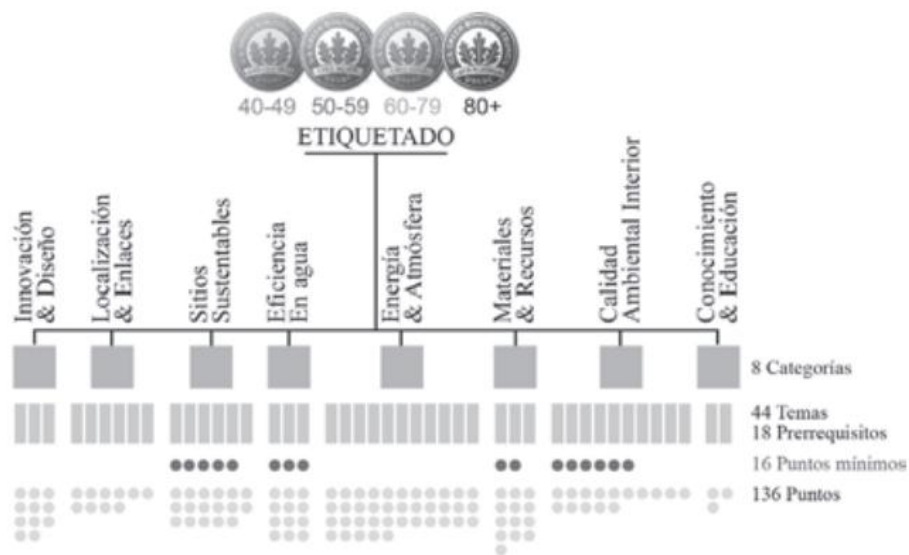 40-49
50-59
60-79
80+
ETIQUETADO
Innovación
& Diseño
Localización
& Enlaces
Sitios
Sustentables
Eficiencia
En agua
Energía
& Atmósfera
Materiales
& Recursos
Calidad
Ambiental Interior
Conocimiento
& Educación
8 Categorías
44 Temas
18 Prerrequisitos
16 Puntos mínimos
136 Puntos